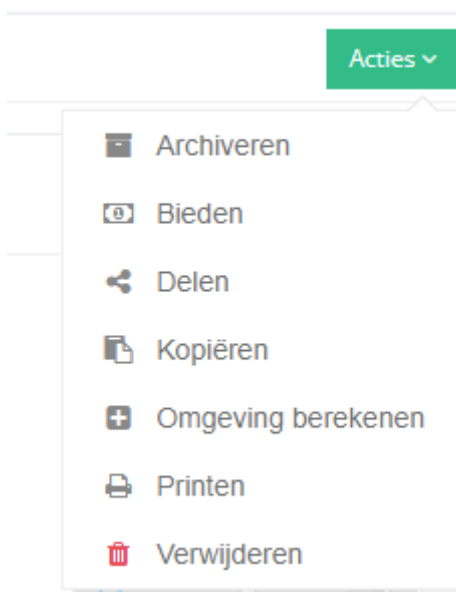 Acties
Archiveren
Bieden
Delen
Kopiëren
Omgeving berekenen
Printen
Verwijderen